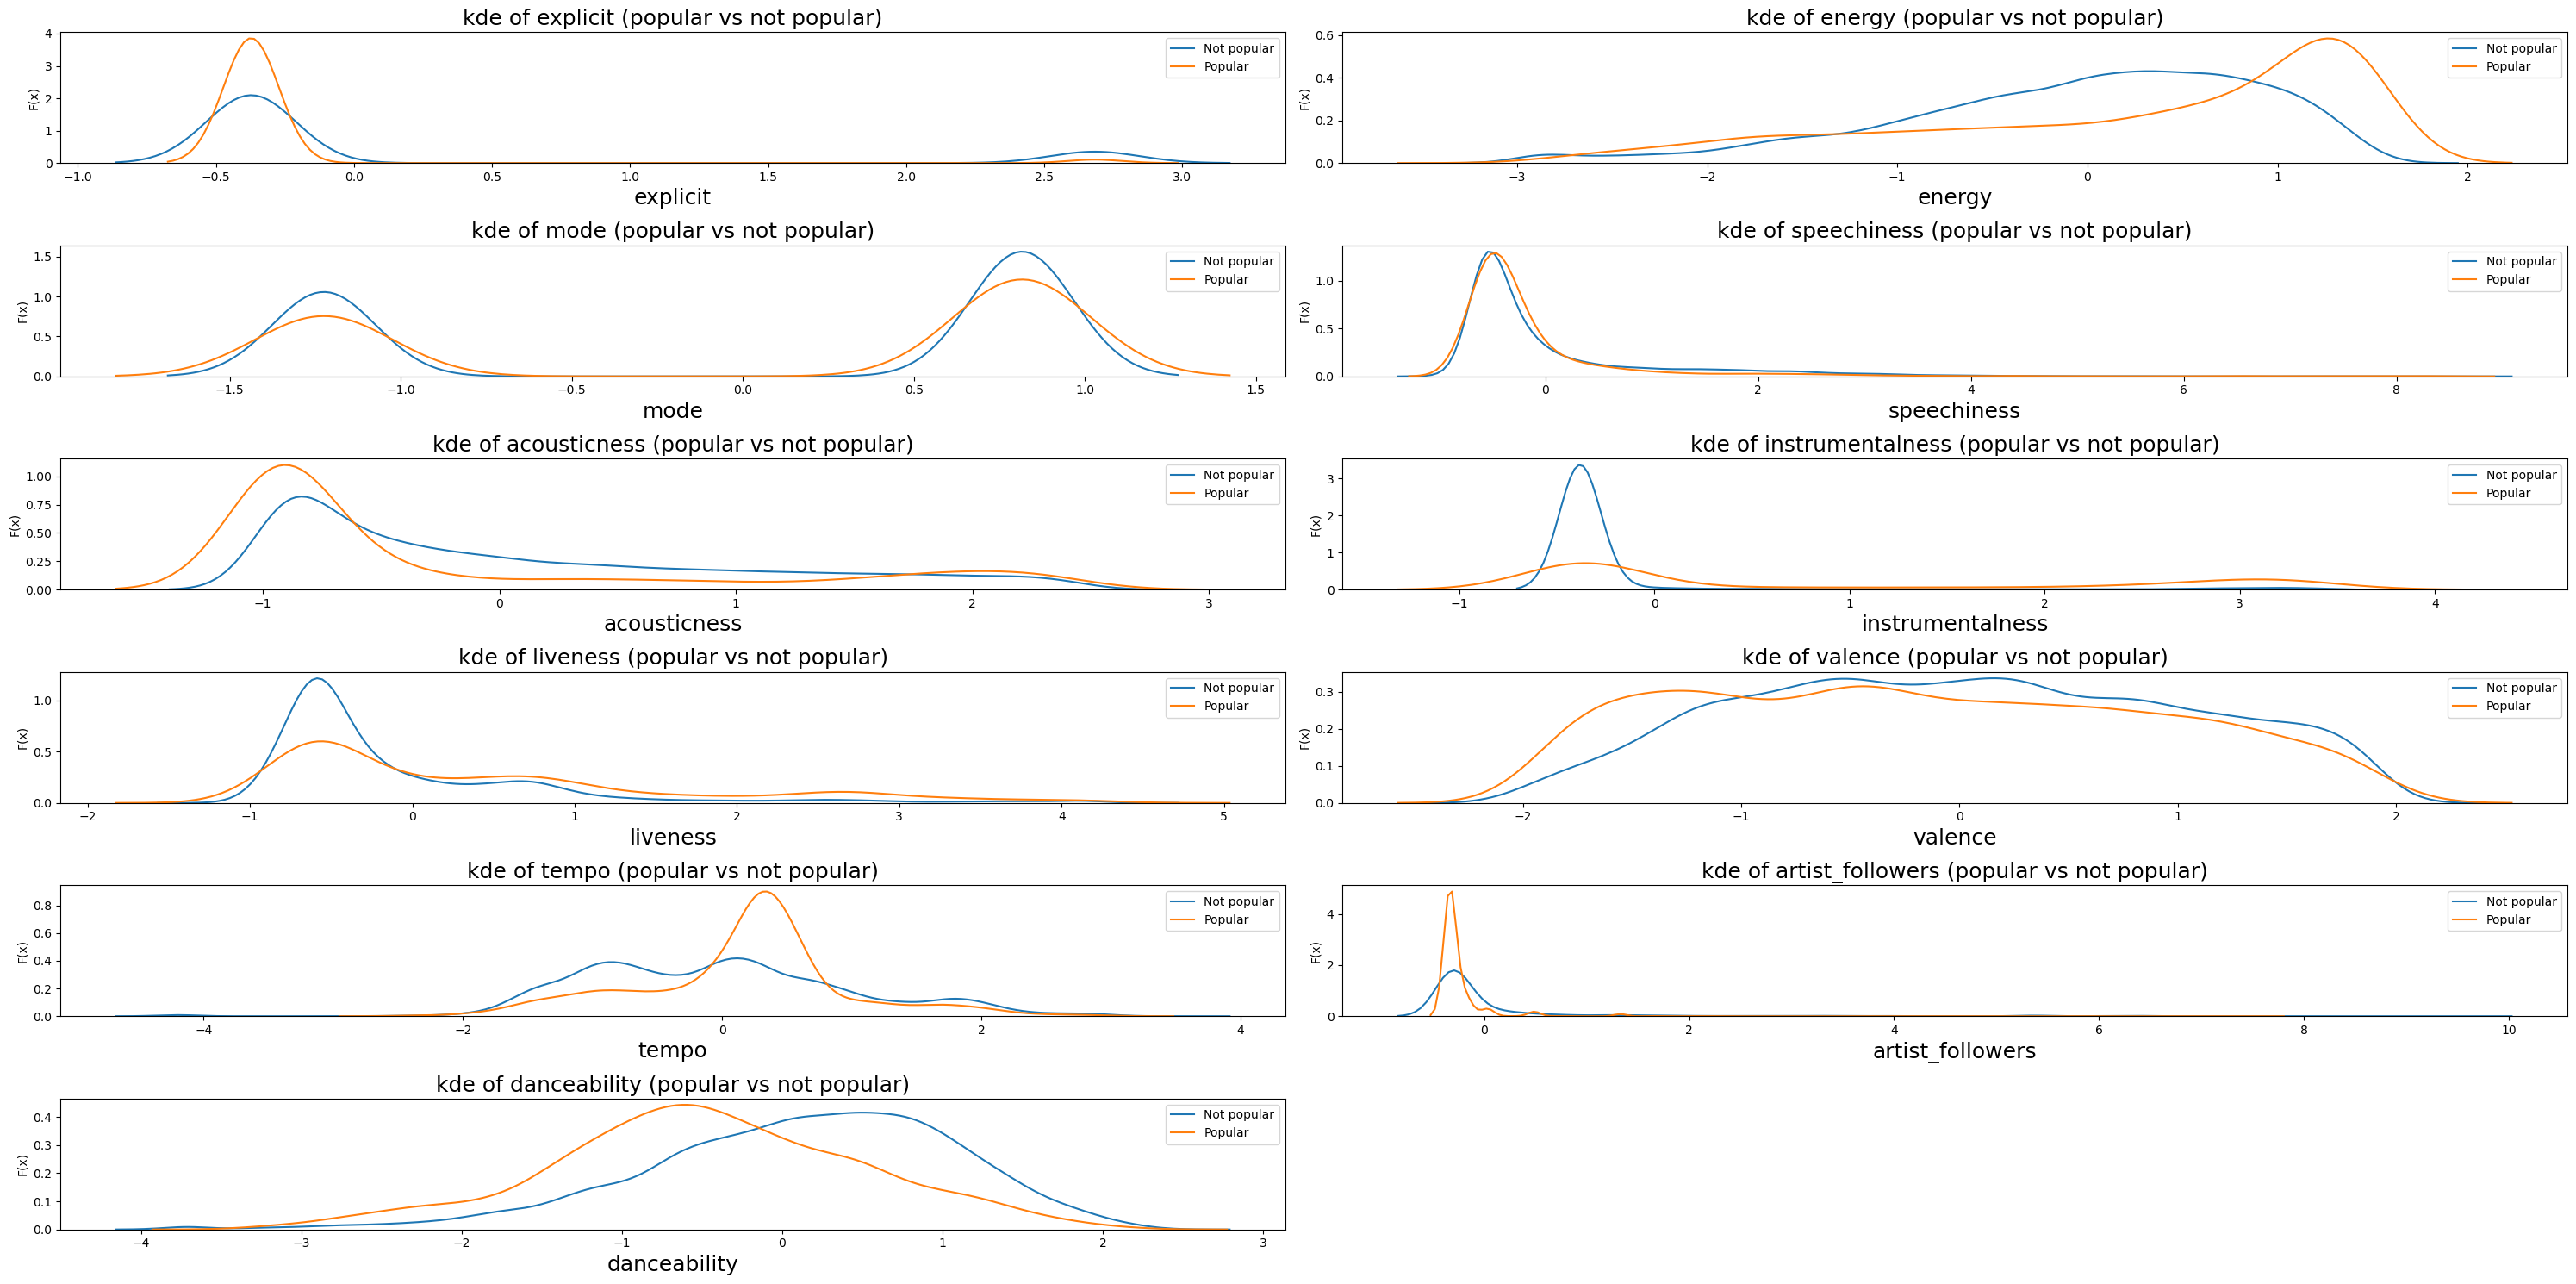 kde of explicit (popular vs not popular)
F(x)
4
3
2
1
0
Not popular
Popular
−1.0 −0.5 0.0 0.5 1.0 1.5 2.0 2.5 3.0
explicit
kde of energy (popular vs not popular)
F(x)
0.6
0.4
0.2
0.0
Not popular
Popular
−3 −2 −1 0 1 2
energy
kde of mode (popular vs not popular)
F(x)
1.5
1.0
0.5
0.0
Not popular
Popular
−1.5 −1.0 −0.5 0.0 0.5 1.0 1.5
mode
kde of speechiness (popular vs not popular)
F(x)
1.0
0.5
0.0
Not popular
Popular
0 2 4 6 8
speechiness
kde of acousticness (popular vs not popular)
F(x)
1.00
0.75
0.50
0.25
0.00
Not popular
Popular
−1 0 1 2 3
acousticness
kde of instrumentalness (popular vs not popular)
F(x)
3
2
1
0
Not popular
Popular
−1 0 1 2 3 4
instrumentalness
kde of liveness (popular vs not popular)
F(x)
1.0
0.5
0.0
Not popular
Popular
−2 −1 0 1 2 3 4 5
liveness
kde of valence (popular vs not popular)
F(x)
0.3
0.2
0.1
0.0
Not popular
Popular
−2 −1 0 1 2
valence
kde of tempo (popular vs not popular)
F(x)
0.8
0.6
0.4
0.2
0.0
Not popular
Popular
−4 −2 0 2 4
tempo
kde of artist_followers (popular vs not popular)
F(x)
4
2
0
Not popular
Popular
0 2 4 6 8 10
artist_followers
kde of danceability (popular vs not popular)
F(x)
0.4
0.3
0.2
0.1
0.0
Not popular
Popular
−4 −3 −2 −1 0 1 2 3
danceability